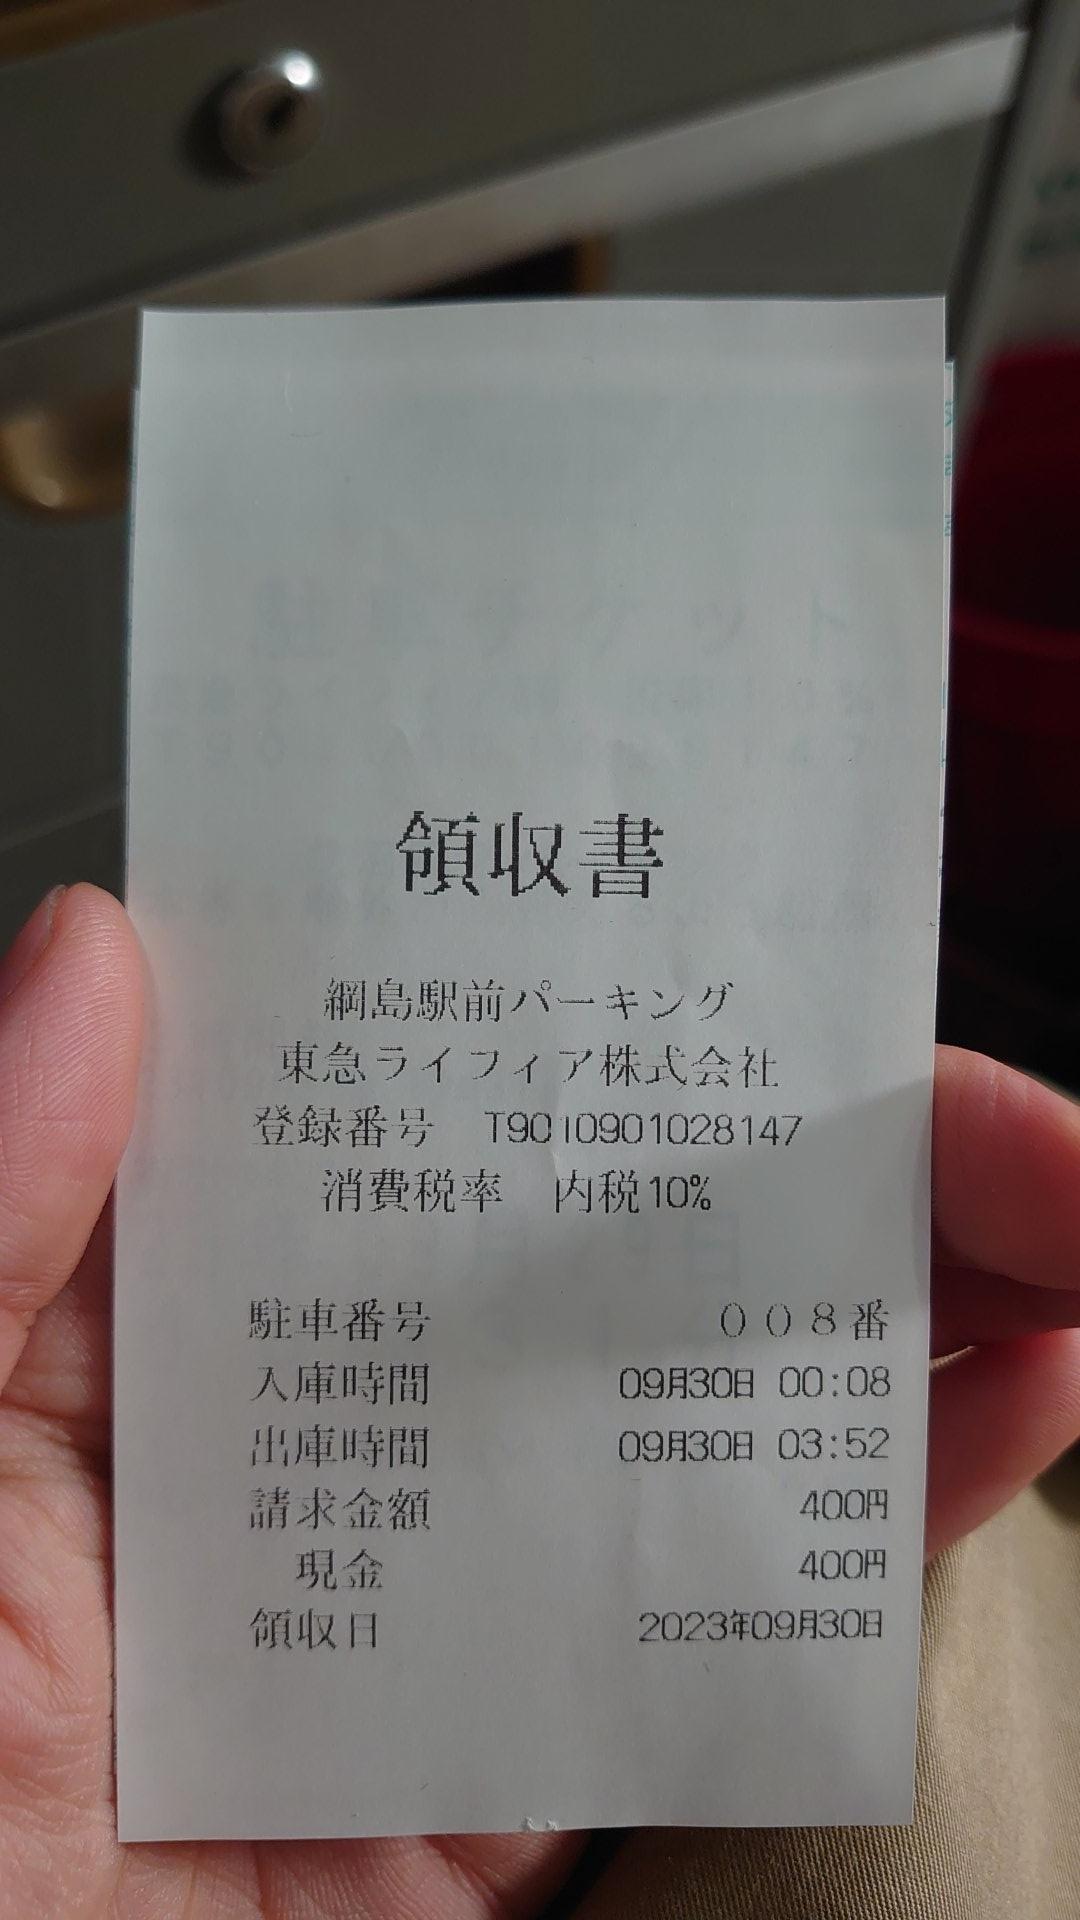 領収書
綱島駅前パーキング
東急ライフィア株式会社
登録番号 T9010901028147
消費税率 内税10%
駐車番号 008番
入庫時間 09月30日 00:08
出庫時間 09月30日 03:52
請求金額 400円
現金 400円
領収日 2023年09月30日